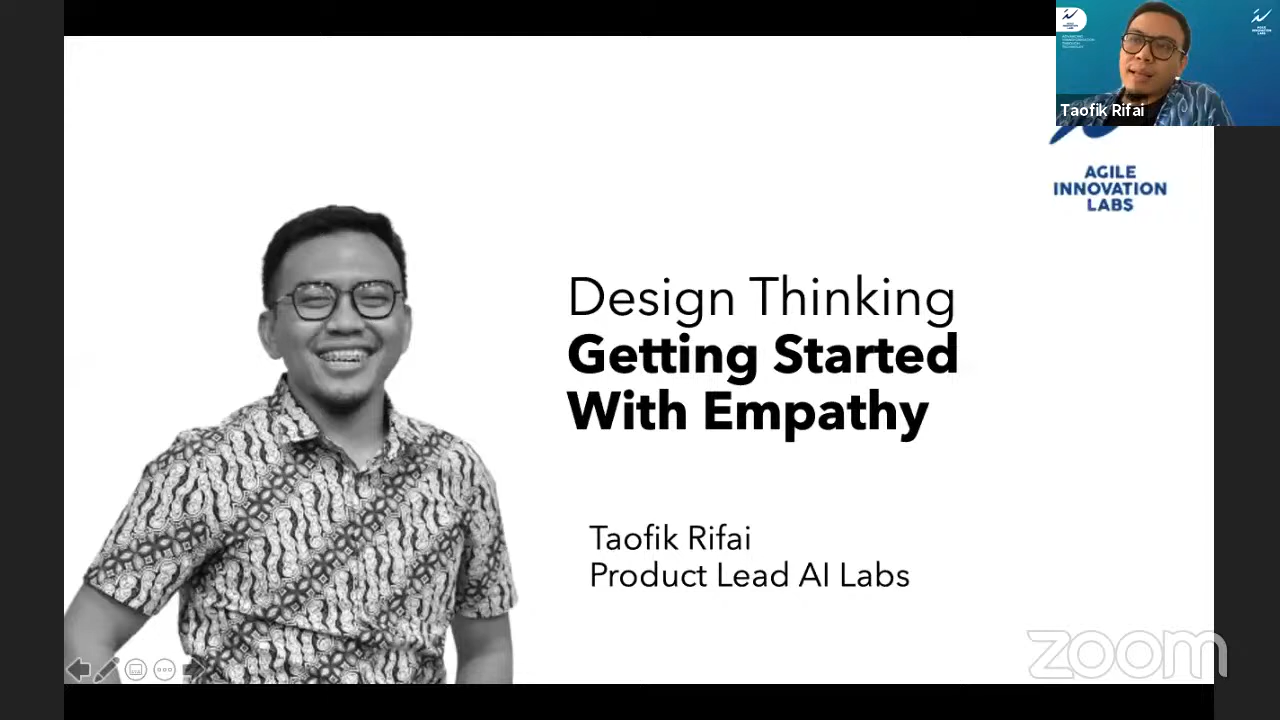 Taofik Rifai
AGILE
INNOVATION
LABS
Design Thinking
Getting Started
With Empathy
Taofik Rifai
Product Lead AI Labs
zoom